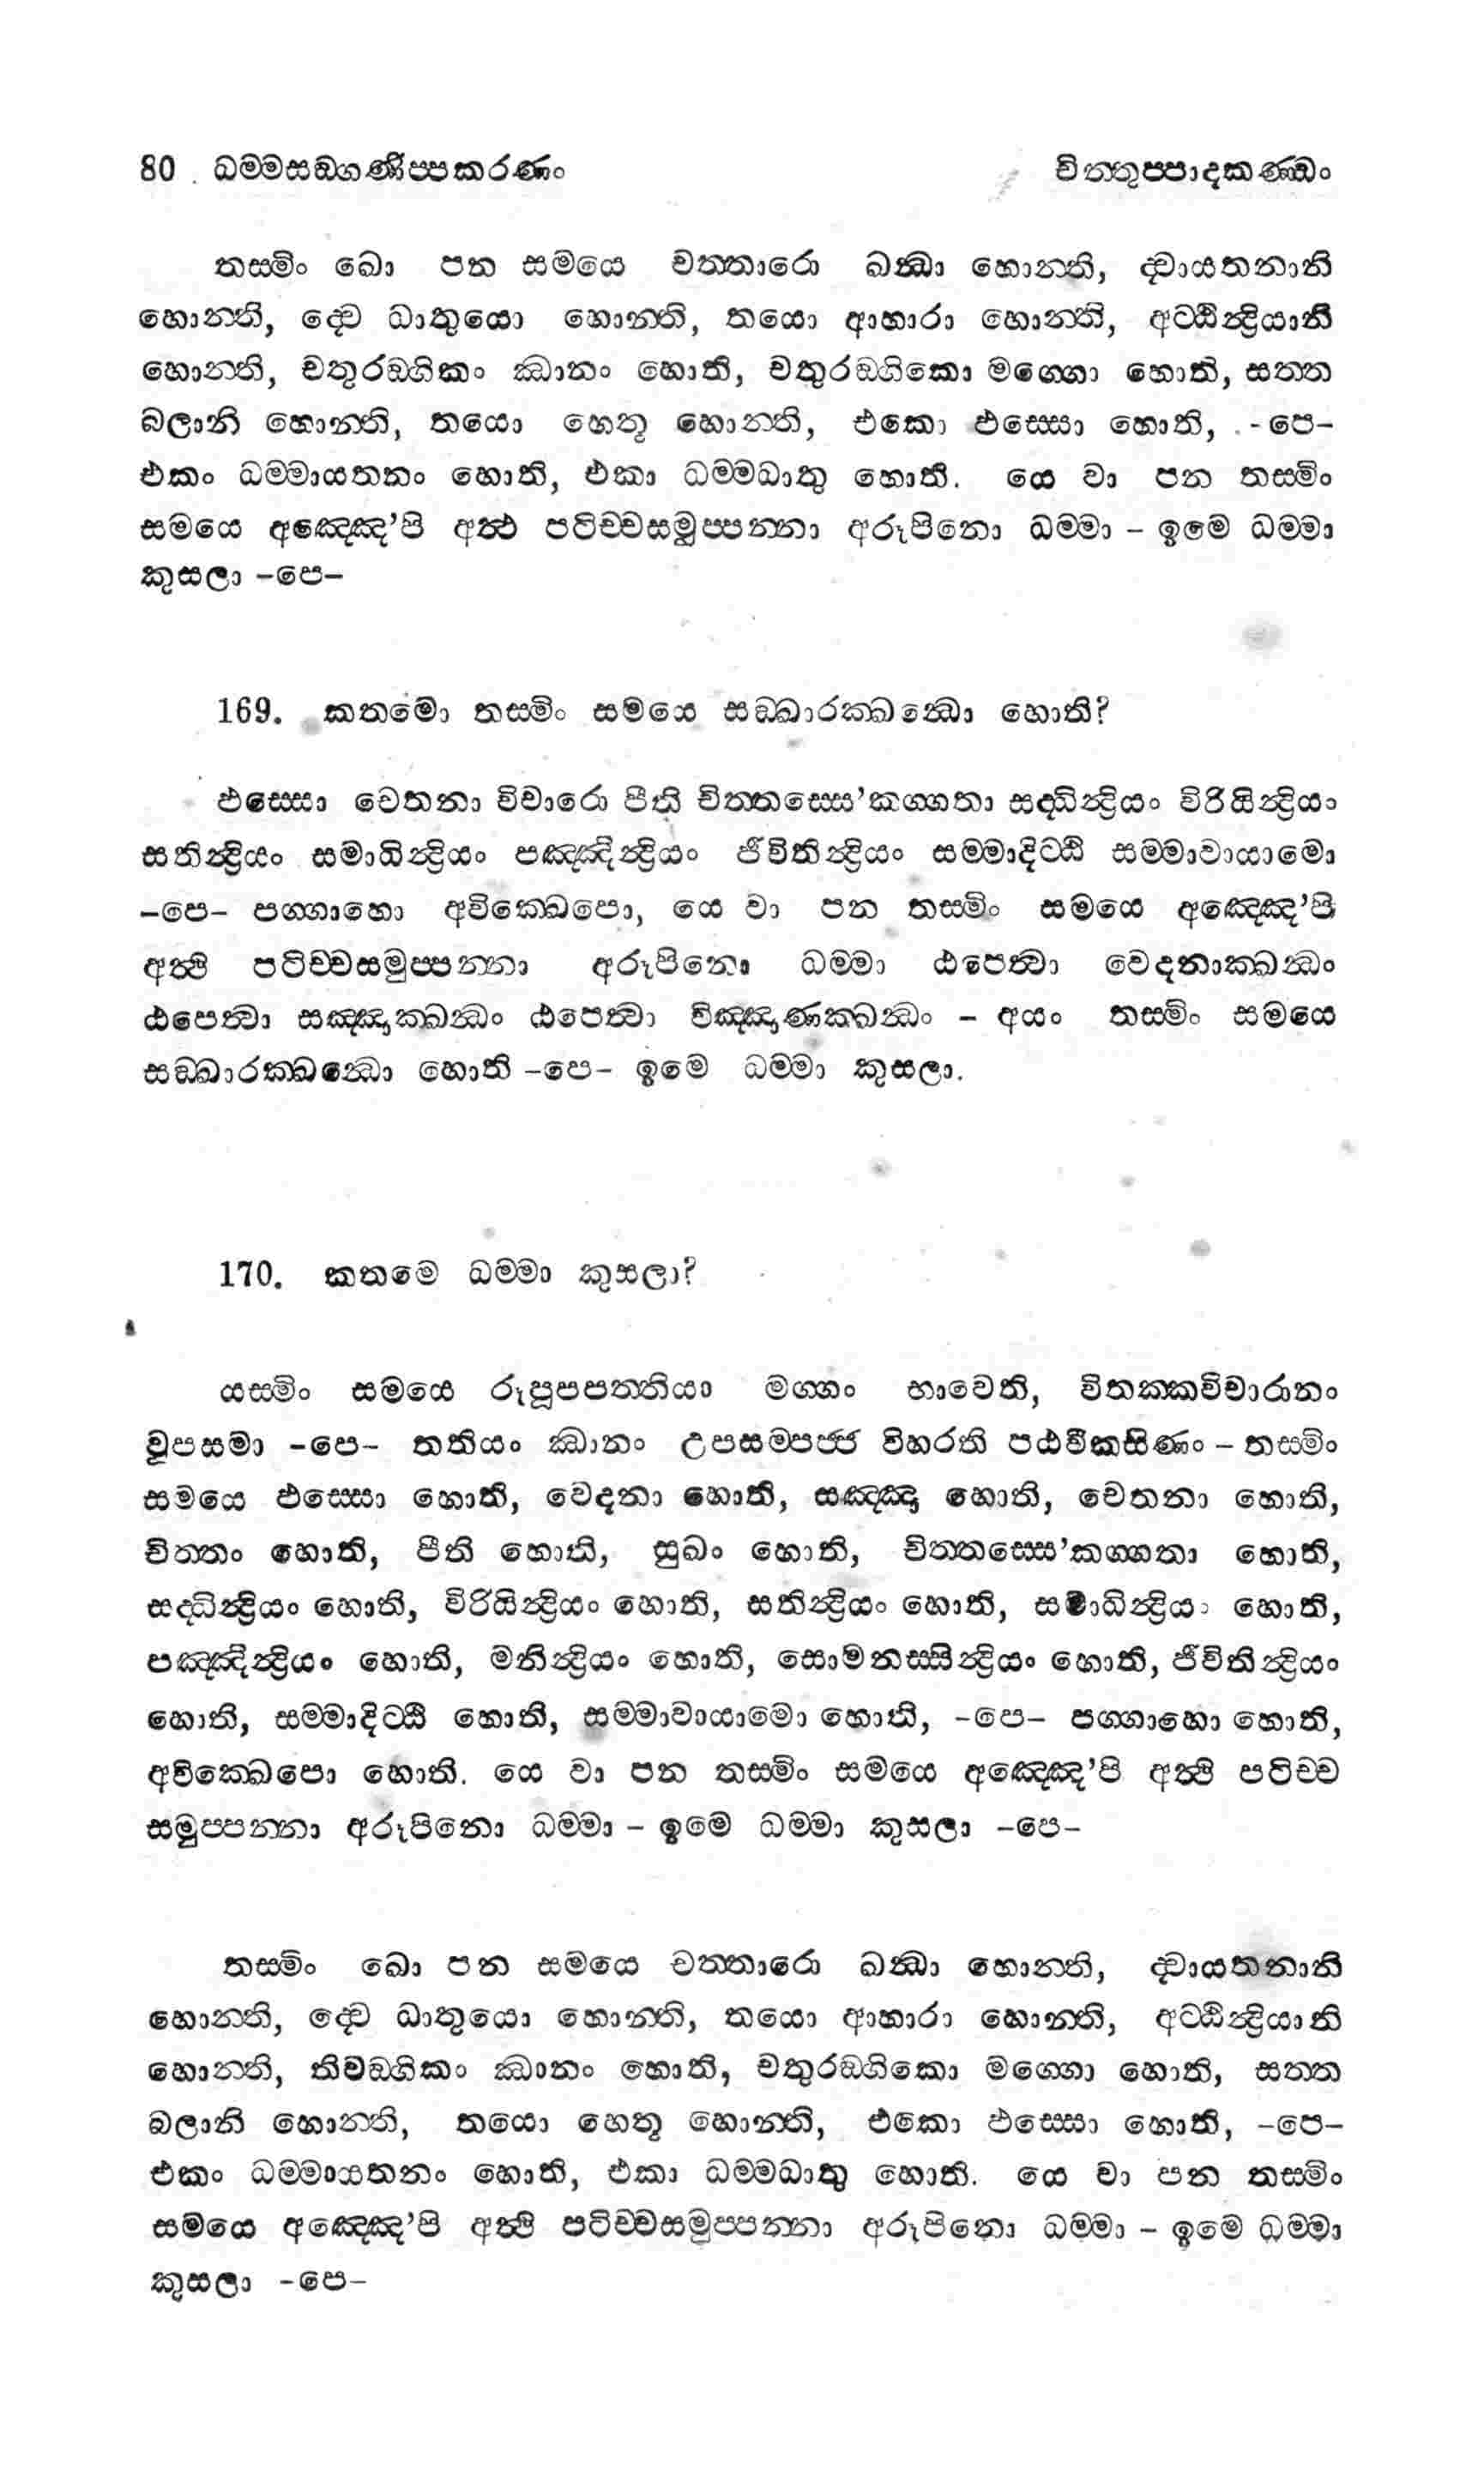 80 ධම්මසඞ්ගණිප්පකරණං චිත්තුප්පාදකණ්ඩං
තස්මිං ඛො පන සමයෙ චත්තාරො ඛන්ධා හොන්ති, ද්වායතනානි
හොන්ති, ද්වෙ ධාතුයො හොන්ති, තයො ආහාරා හොන්ති, අට්ඨින්ද්‍රියානි
හොන්ති, චතුරඞ්ගිකං ඣානං හොති, චතුරඞ්ගිකො මග්ගො හොති, සත්ත
බලානි හොන්ති, තයො හෙතූ හොන්ති, එකො ඵස්සො හොති, -පෙ-
එකං ධම්මායතනං හොති, එකා ධම්මධාතු හොති. යෙ වා පන තස්මිං
සමයෙ අඤ්ඤෙ’පි අත්ථි පටිච්චසමුප්පන්නා අරූපිනො ධම්මා - ඉමෙ ධම්මා
කුසලා -පෙ-
169. කතමො තස්මිං සමයෙ සඞ්ඛාරක්ඛන්ධො හොති?
ඵස්සො චෙතනා විචාරො පීති චිත්තස්සෙ’කග්ගතා සද්ධින්ද්‍රියං විරියින්ද්‍රියං
සතින්ද්‍රියං සමාධින්ද්‍රියං පඤ්ඤින්ද්‍රියං ජීවිතින්ද්‍රියං සම්මාදිට්ඨි සම්මාවායාමො
-පෙ- පග්ගාහො අවික්ඛෙපො, යෙ වා පන තස්මිං සමයෙ අඤ්ඤෙ’පි
අත්ථි පටිච්චසමුප්පන්නා අරූපිනො ධම්මා ඨපෙත්වා වෙදනාක්ඛන්ධං
ඨපෙත්වා සඤ්ඤාක්ඛන්ධං ඨපෙත්වා විඤ්ඤාණක්ඛන්ධං - අයං තස්මිං සමයෙ
සඞ්ඛාරක්ඛන්ධො හොති -පෙ- ඉමෙ ධම්මා කුසලා.
170. කතමෙ ධම්මා කුසලා?
යස්මිං සමයෙ රූපූපපත්තියා මග්ගං භාවෙති, විතක්කවිචාරානං
වූපසමා -පෙ- තතියං ඣානං උපසම්පජ්ජ විහරති පඨවීකසිණං - තස්මිං
සමයෙ ඵස්සො හොති, වෙදනා හොති, සඤ්ඤා හොති, චෙතනා හොති,
චිත්තං හොති, පීති හොති, සුඛං හොති, චිත්තස්සෙ’කග්ගතා හොති,
සද්ධින්ද්‍රියං හොති, විරියින්ද්‍රියං හොති, සතින්ද්‍රියං හොති, සමාධින්ද්‍රියං හොති,
පඤ්ඤින්ද්‍රියං හොති, මනින්ද්‍රියං හොති, සොමනස්සින්ද්‍රියං හොති, ජීවිතින්ද්‍රියං
හොති, සම්මාදිට්ඨි හොති, සම්මාවායාමො හොති, -පෙ- පග්ගාහො හොති,
අවික්ඛෙපො හොති. යෙ වා පන තස්මිං සමයෙ අඤ්ඤෙ’පි අත්ථි පටිච්ච
සමුප්පන්නා අරූපිනො ධම්මා - ඉමෙ ධම්මා කුසලා -පෙ-
තස්මිං ඛො පන සමයෙ චත්තාරො ඛන්ධා හොන්ති, ද්වායතනානි
හොන්ති, ද්වෙ ධාතුයො හොන්ති, තයො ආහාරා හොන්ති, අට්ඨින්ද්‍රියානි
හොන්ති, තිවඞ්ගිකං ඣානං හොති, චතුරඞ්ගිකො මග්ගො හොති, සත්ත
බලානි හොන්ති, තයො හෙතූ හොන්ති, එකො ඵස්සො හොති, -පෙ-
එකං ධම්මායතනං හොති, එකා ධම්මධාතු හොති. යෙ වා පන තස්මිං
සමයෙ අඤ්ඤෙ’පි අත්ථි පටිච්චසමුප්පන්නා අරූපිනො ධම්මා - ඉමෙ ධම්මා
කුසලා -පෙ-